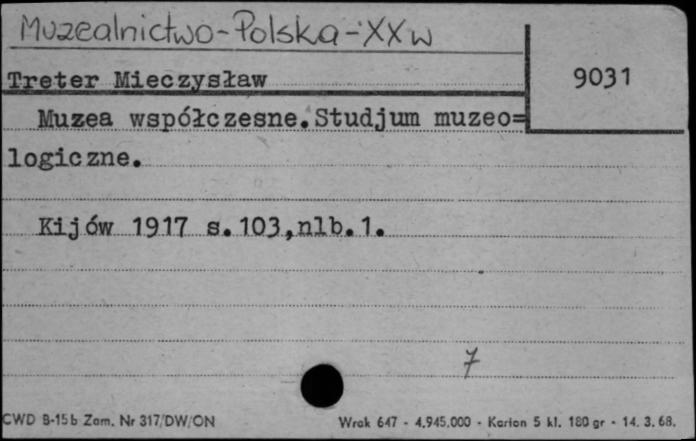 Muzealnictwo-Polska-XX w
Treter Mieczysław
9031
Muzea współczesne. Studjum muzeo=
logiczne.
Kijów 1917 s.103,nlb.1.
7
CWD B-15b Zam. Nr 317/DW/ON
Wrak 647 - 4.945.000 - Karton 5 kl. 180 gr - 14. 3. 68.